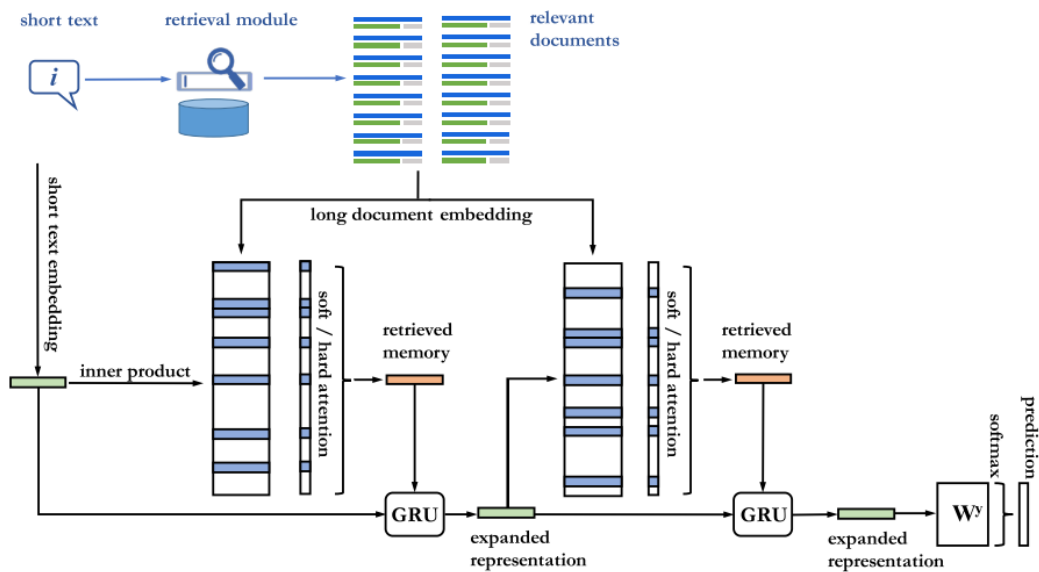 short text
retrieval module
relevant
documents
i
long document embedding
short text embedding
inner product
soft / hard attention
retrieved
memory
GRU
expanded
representation
soft / hard attention
retrieved
memory
GRU
expanded
representation
W^y
softmax
prediction